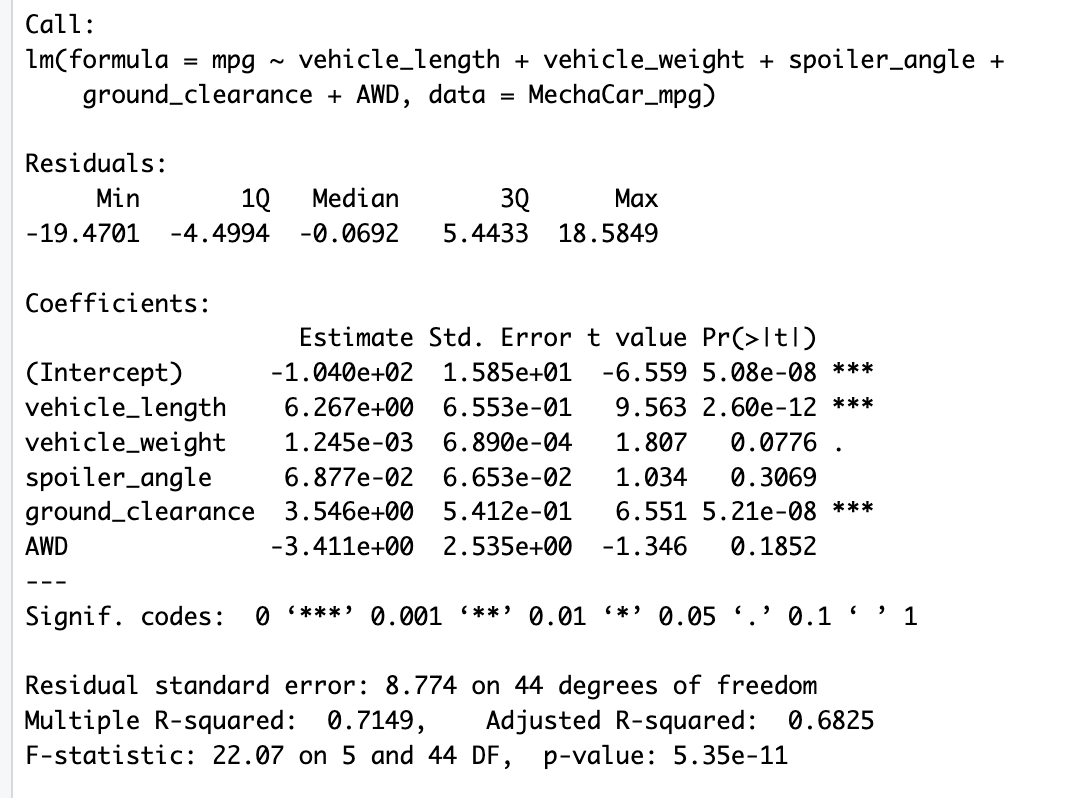 Call:
lm(formula = mpg ~ vehicle_length + vehicle_weight + spoiler_angle +
    ground_clearance + AWD, data = MechaCar_mpg)
Residuals:
     Min       1Q   Median       3Q      Max
-19.4701  -4.4994  -0.0692   5.4433  18.5849
Coefficients:
                   Estimate Std. Error t value Pr(>|t|)
(Intercept)      -1.040e+02  1.585e+01  -6.559 5.08e-08 ***
vehicle_length    6.267e+00  6.553e-01   9.563 2.60e-12 ***
vehicle_weight    1.245e-03  6.890e-04   1.807   0.0776 .
spoiler_angle     6.877e-02  6.653e-02   1.034   0.3069
ground_clearance  3.546e+00  5.412e-01   6.551 5.21e-08 ***
AWD              -3.411e+00  2.535e+00  -1.346   0.1852
---
Signif. codes:  0 ‘***’ 0.001 ‘**’ 0.01 ‘*’ 0.05 ‘.’ 0.1 ‘ ’ 1
Residual standard error: 8.774 on 44 degrees of freedom
Multiple R-squared:  0.7149,    Adjusted R-squared:  0.6825
F-statistic: 22.07 on 5 and 44 DF,  p-value: 5.35e-11